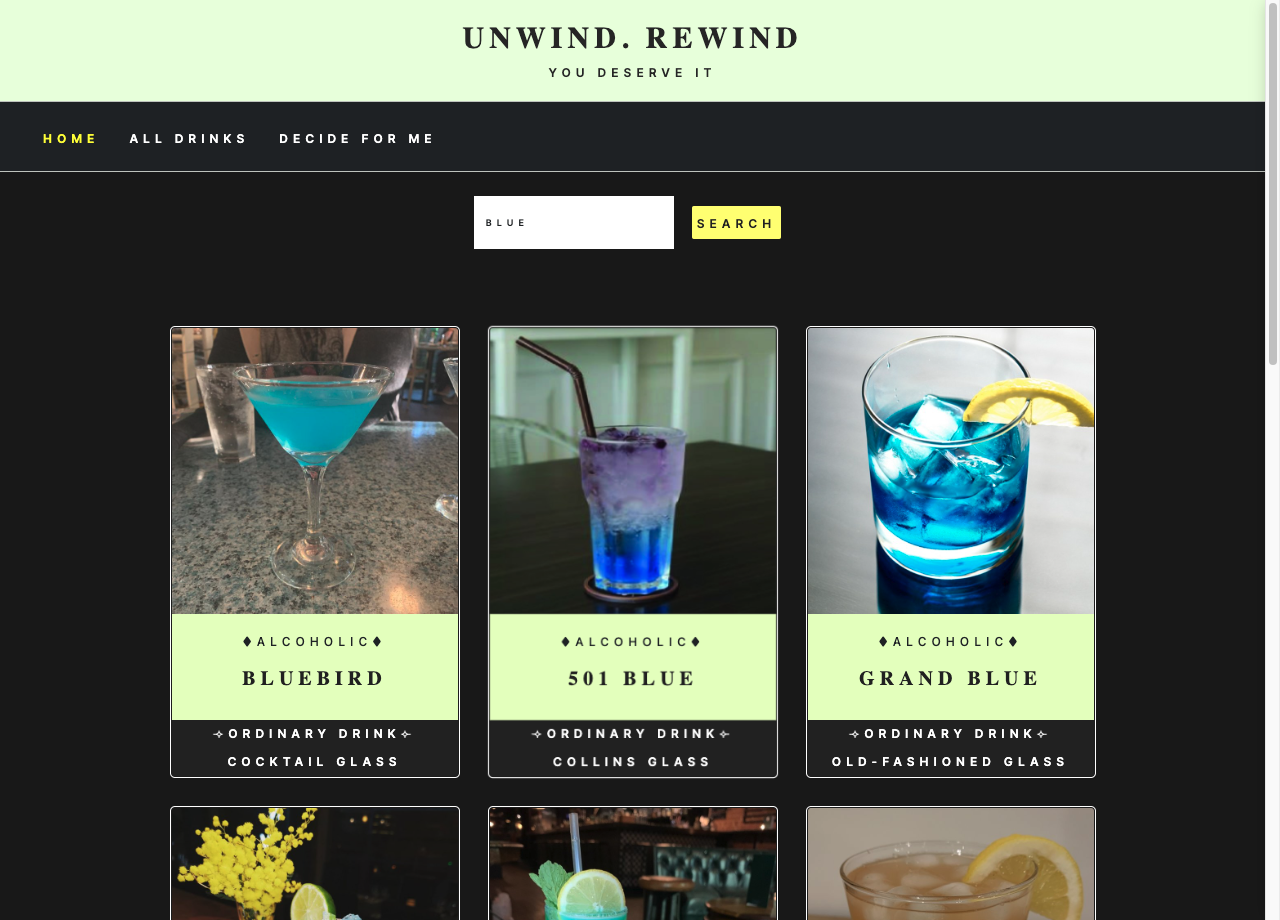 UNWIND. REWIND
YOU DESERVE IT
HOME ALL DRINKS DECIDE FOR ME
BLUE SEARCH
♦ALCOHOLIC♦
BLUEBIRD
⟢ORDINARY DRINK⟢
COCKTAIL GLASS
♦ALCOHOLIC♦
501 BLUE
⟢ORDINARY DRINK⟢
COLLINS GLASS
♦ALCOHOLIC♦
GRAND BLUE
⟢ORDINARY DRINK⟢
OLD-FASHIONED GLASS